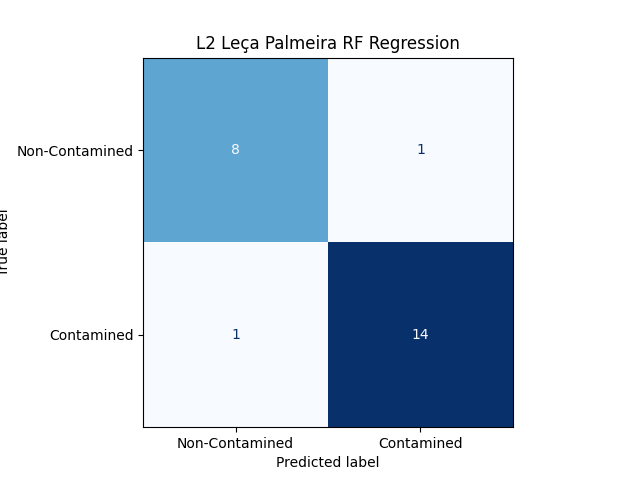 L2 Leça Palmeira RF Regression
True label
Non-Contamined
8
1
Contamined
1
14
Non-Contamined
Contamined
Predicted label